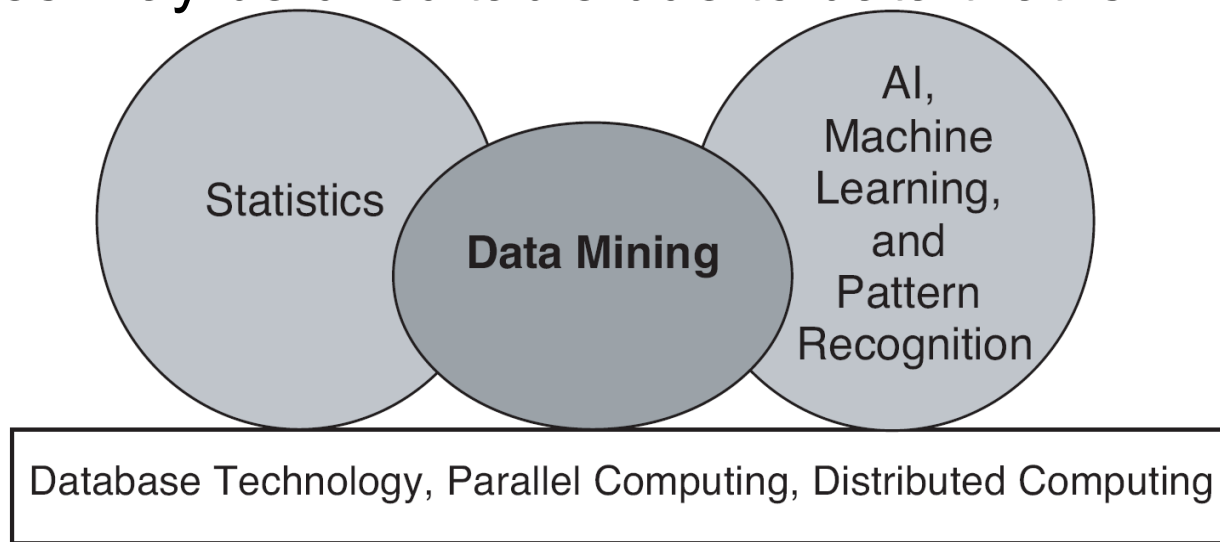 Statistics
Data Mining
AI,
Machine
Learning,
and
Pattern
Recognition
Database Technology, Parallel Computing, Distributed Computing